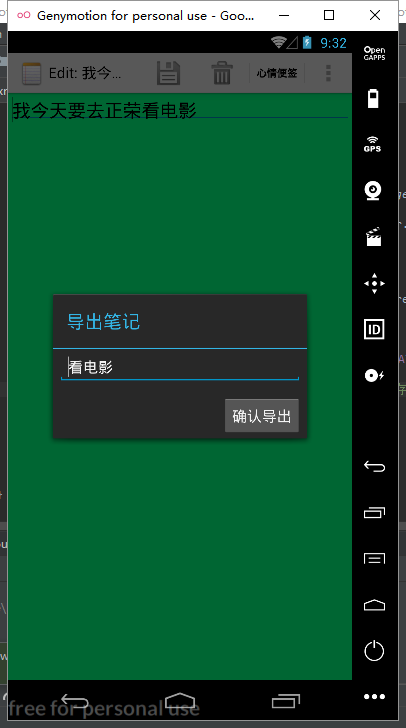 Genymotion for personal use - Goo...
9:32
Open
GAPPS
Edit: 我今天...
心情便签
GPS
我今天要去正荣看电影
ID
导出笔记
看电影
确认导出
free for personal use